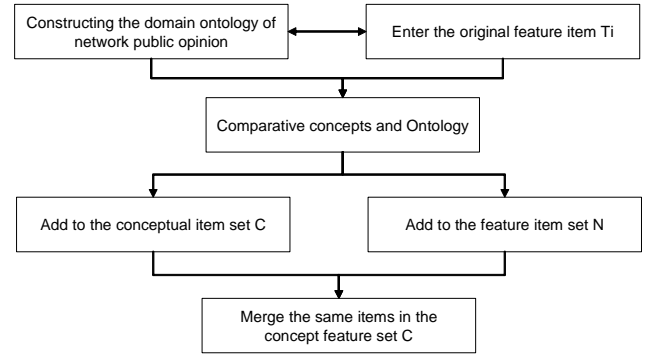 Constructing the domain ontology of
network public opinion
Enter the original feature item Ti
Comparative concepts and Ontology
Add to the conceptual item set C
Add to the feature item set N
Merge the same items in the
concept feature set C